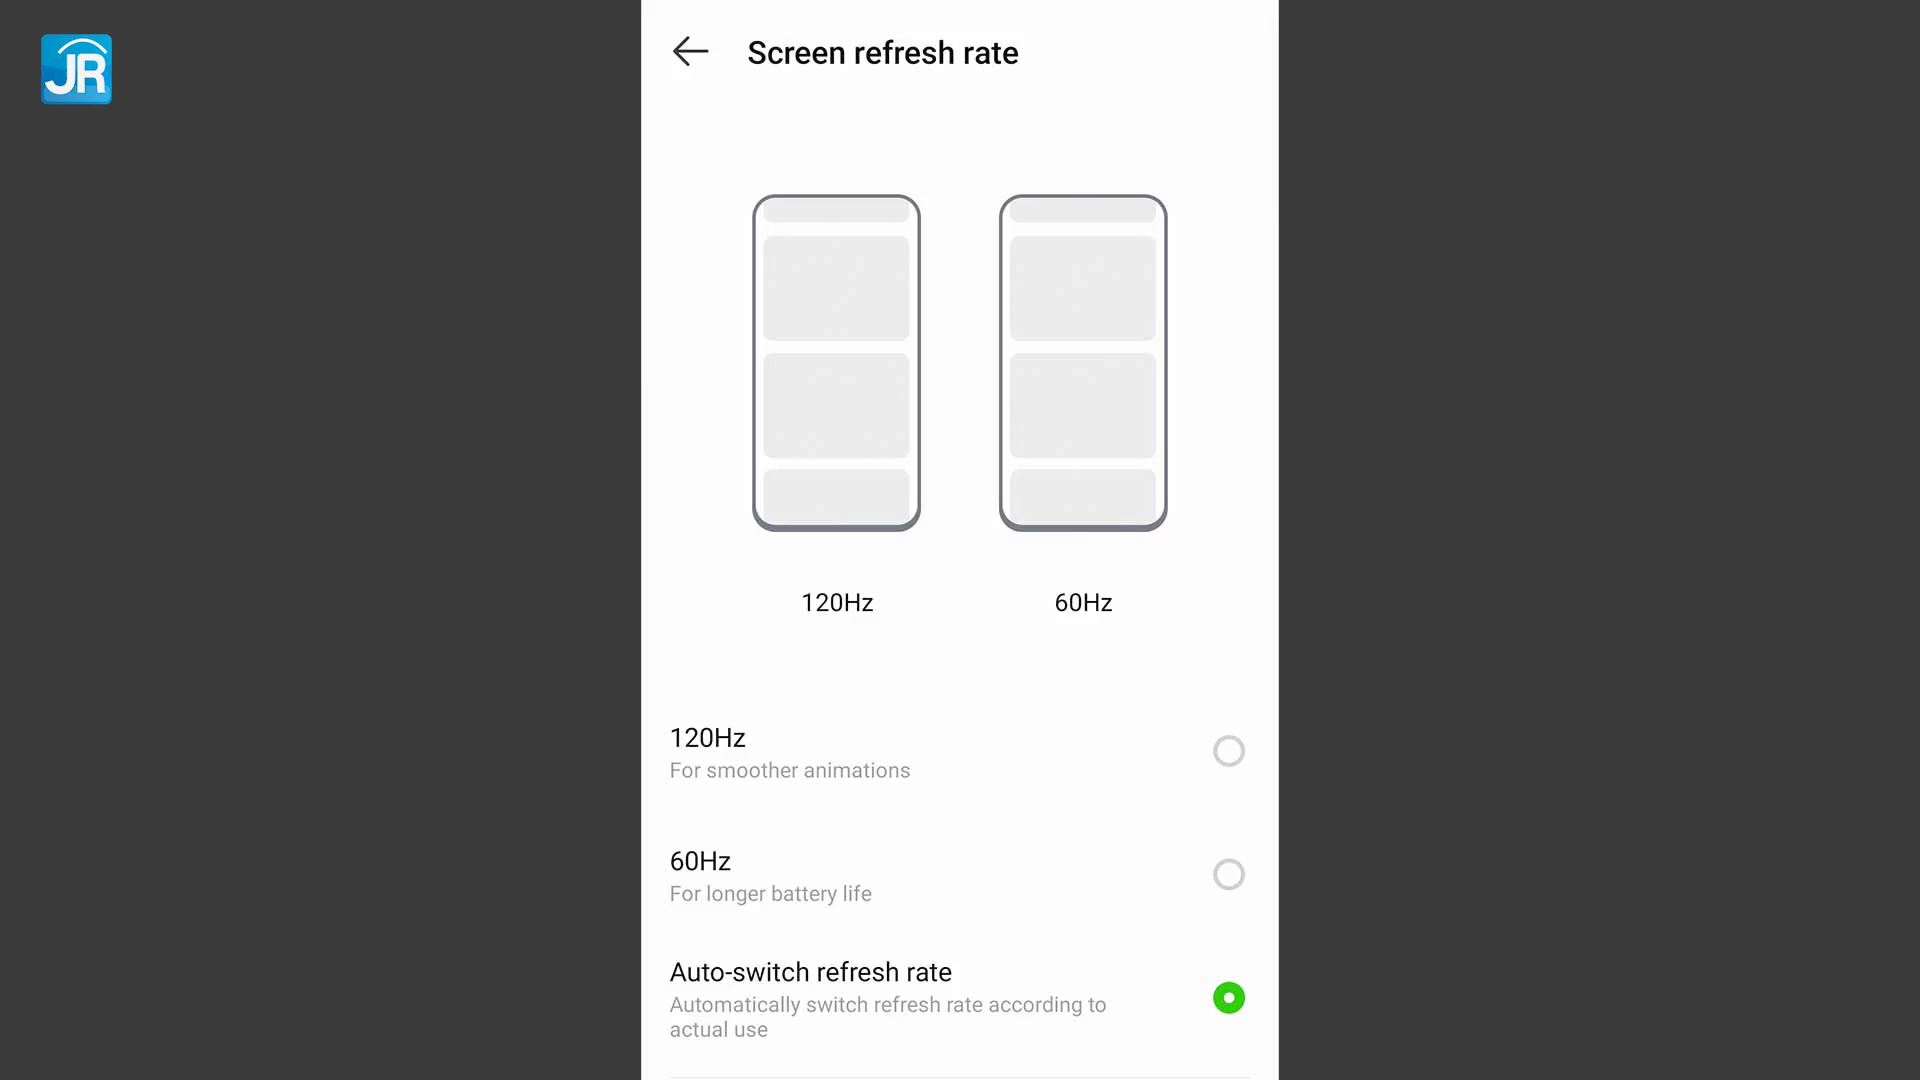 JR
Screen refresh rate
120Hz
60Hz
120Hz
For smoother animations
60Hz
For longer battery life
Auto-switch refresh rate
Automatically switch refresh rate according to
actual use